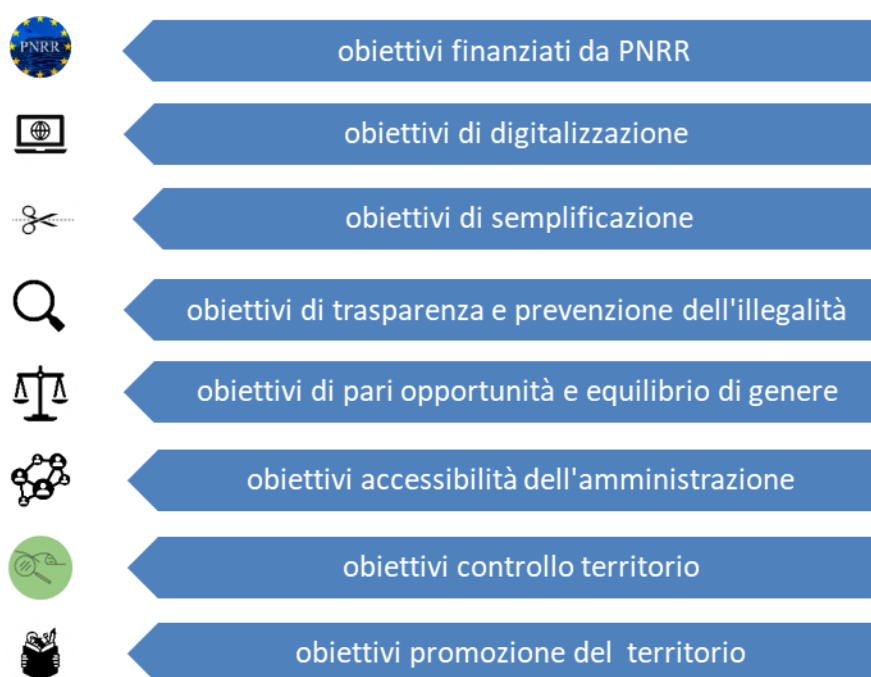 PNRR
obiettivi finanziati da PNRR
obiettivi di digitalizzazione
obiettivi di semplificazione
obiettivi di trasparenza e prevenzione dell'illegalità
obiettivi di pari opportunità e equilibrio di genere
obiettivi accessibilità dell'amministrazione
obiettivi controllo territorio
obiettivi promozione del territorio